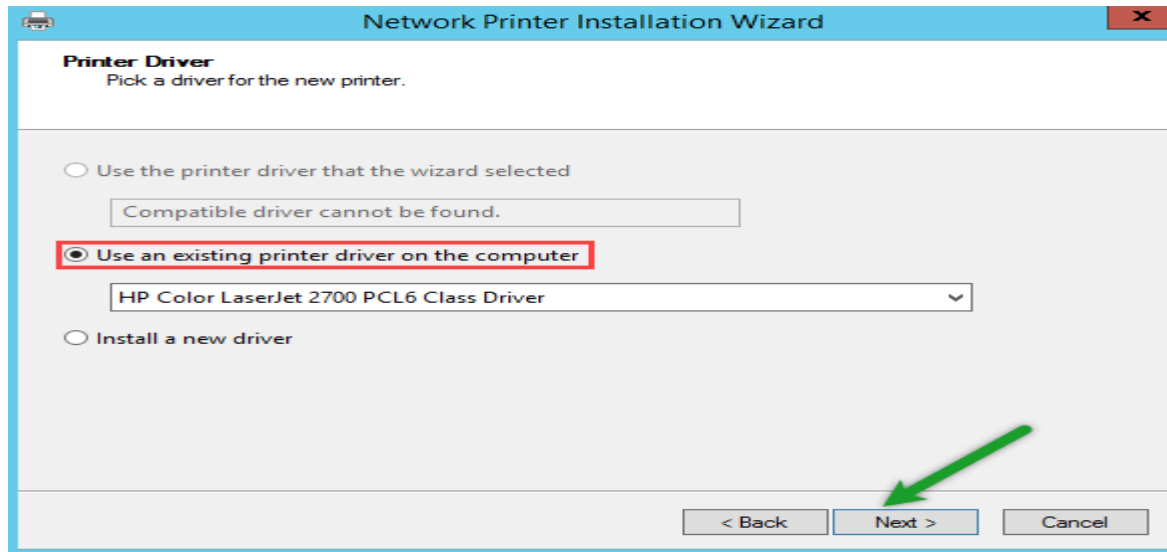 Network Printer Installation Wizard
x
Printer Driver
Pick a driver for the new printer.
Use the printer driver that the wizard selected
Compatible driver cannot be found.
Use an existing printer driver on the computer
HP Color LaserJet 2700 PCL6 Class Driver
Install a new driver
< Back Next > Cancel